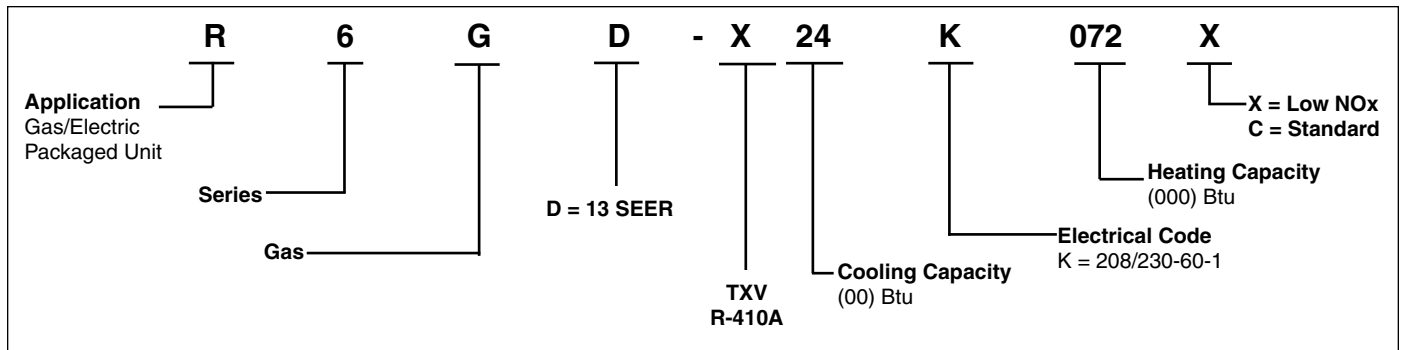 R 6 G D - X 24 K 072 X
Application
Gas/Electric
Packaged Unit
Series
Gas
D = 13 SEER
TXV
R-410A
Cooling Capacity
(00) Btu
Electrical Code
K = 208/230-60-1
Heating Capacity
(000) Btu
X = Low NOx
C = Standard